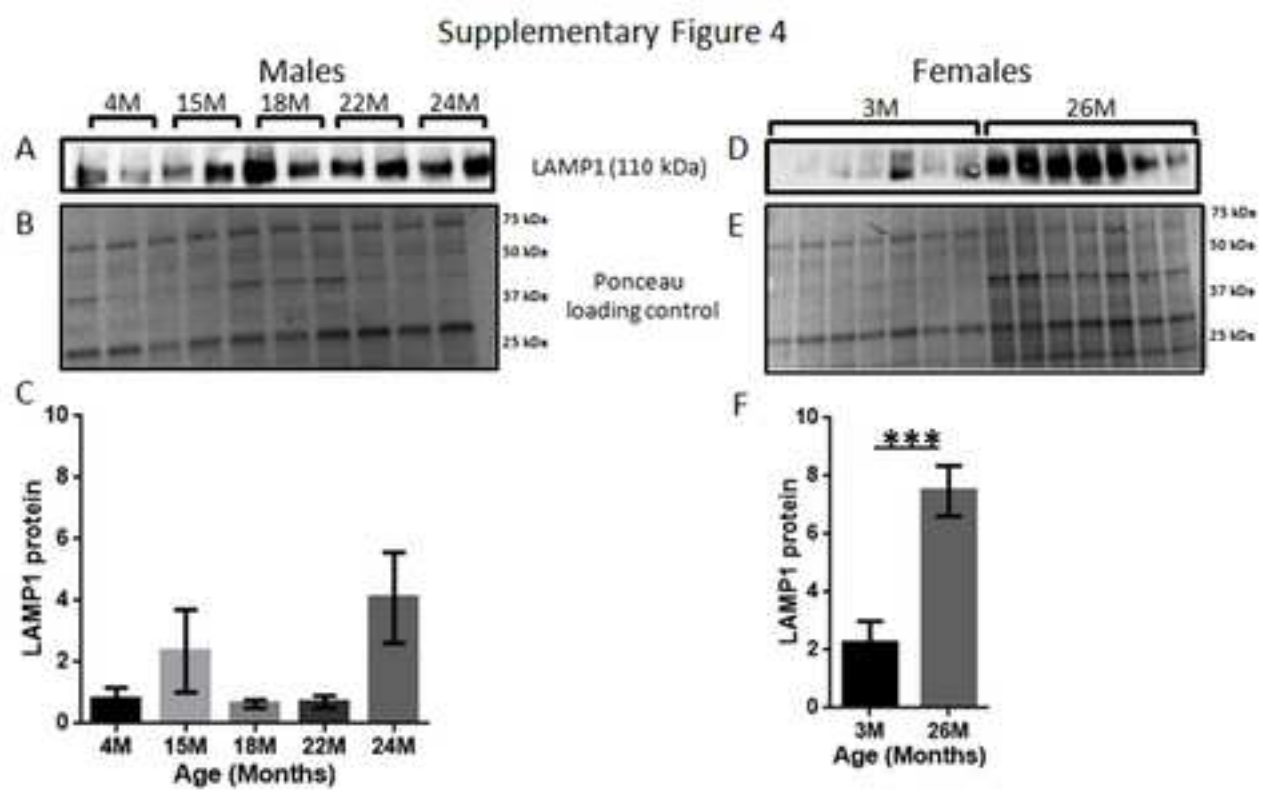 Supplementary Figure 4
Males
4M 15M 18M 22M 24M
A
LAMP1 (110 kDa)
B
75 kDa
50 kDa
37 kDa
25 kDa
Ponceau
loading control
C
10
8
6
4
2
0
LAMP1 protein
4M 15M 18M 22M 24M
Age (Months)
Females
3M 26M
D
E
75 kDa
50 kDa
37 kDa
25 kDa
F
10
8
6
4
2
0
LAMP1 protein
***
3M 26M
Age (Months)